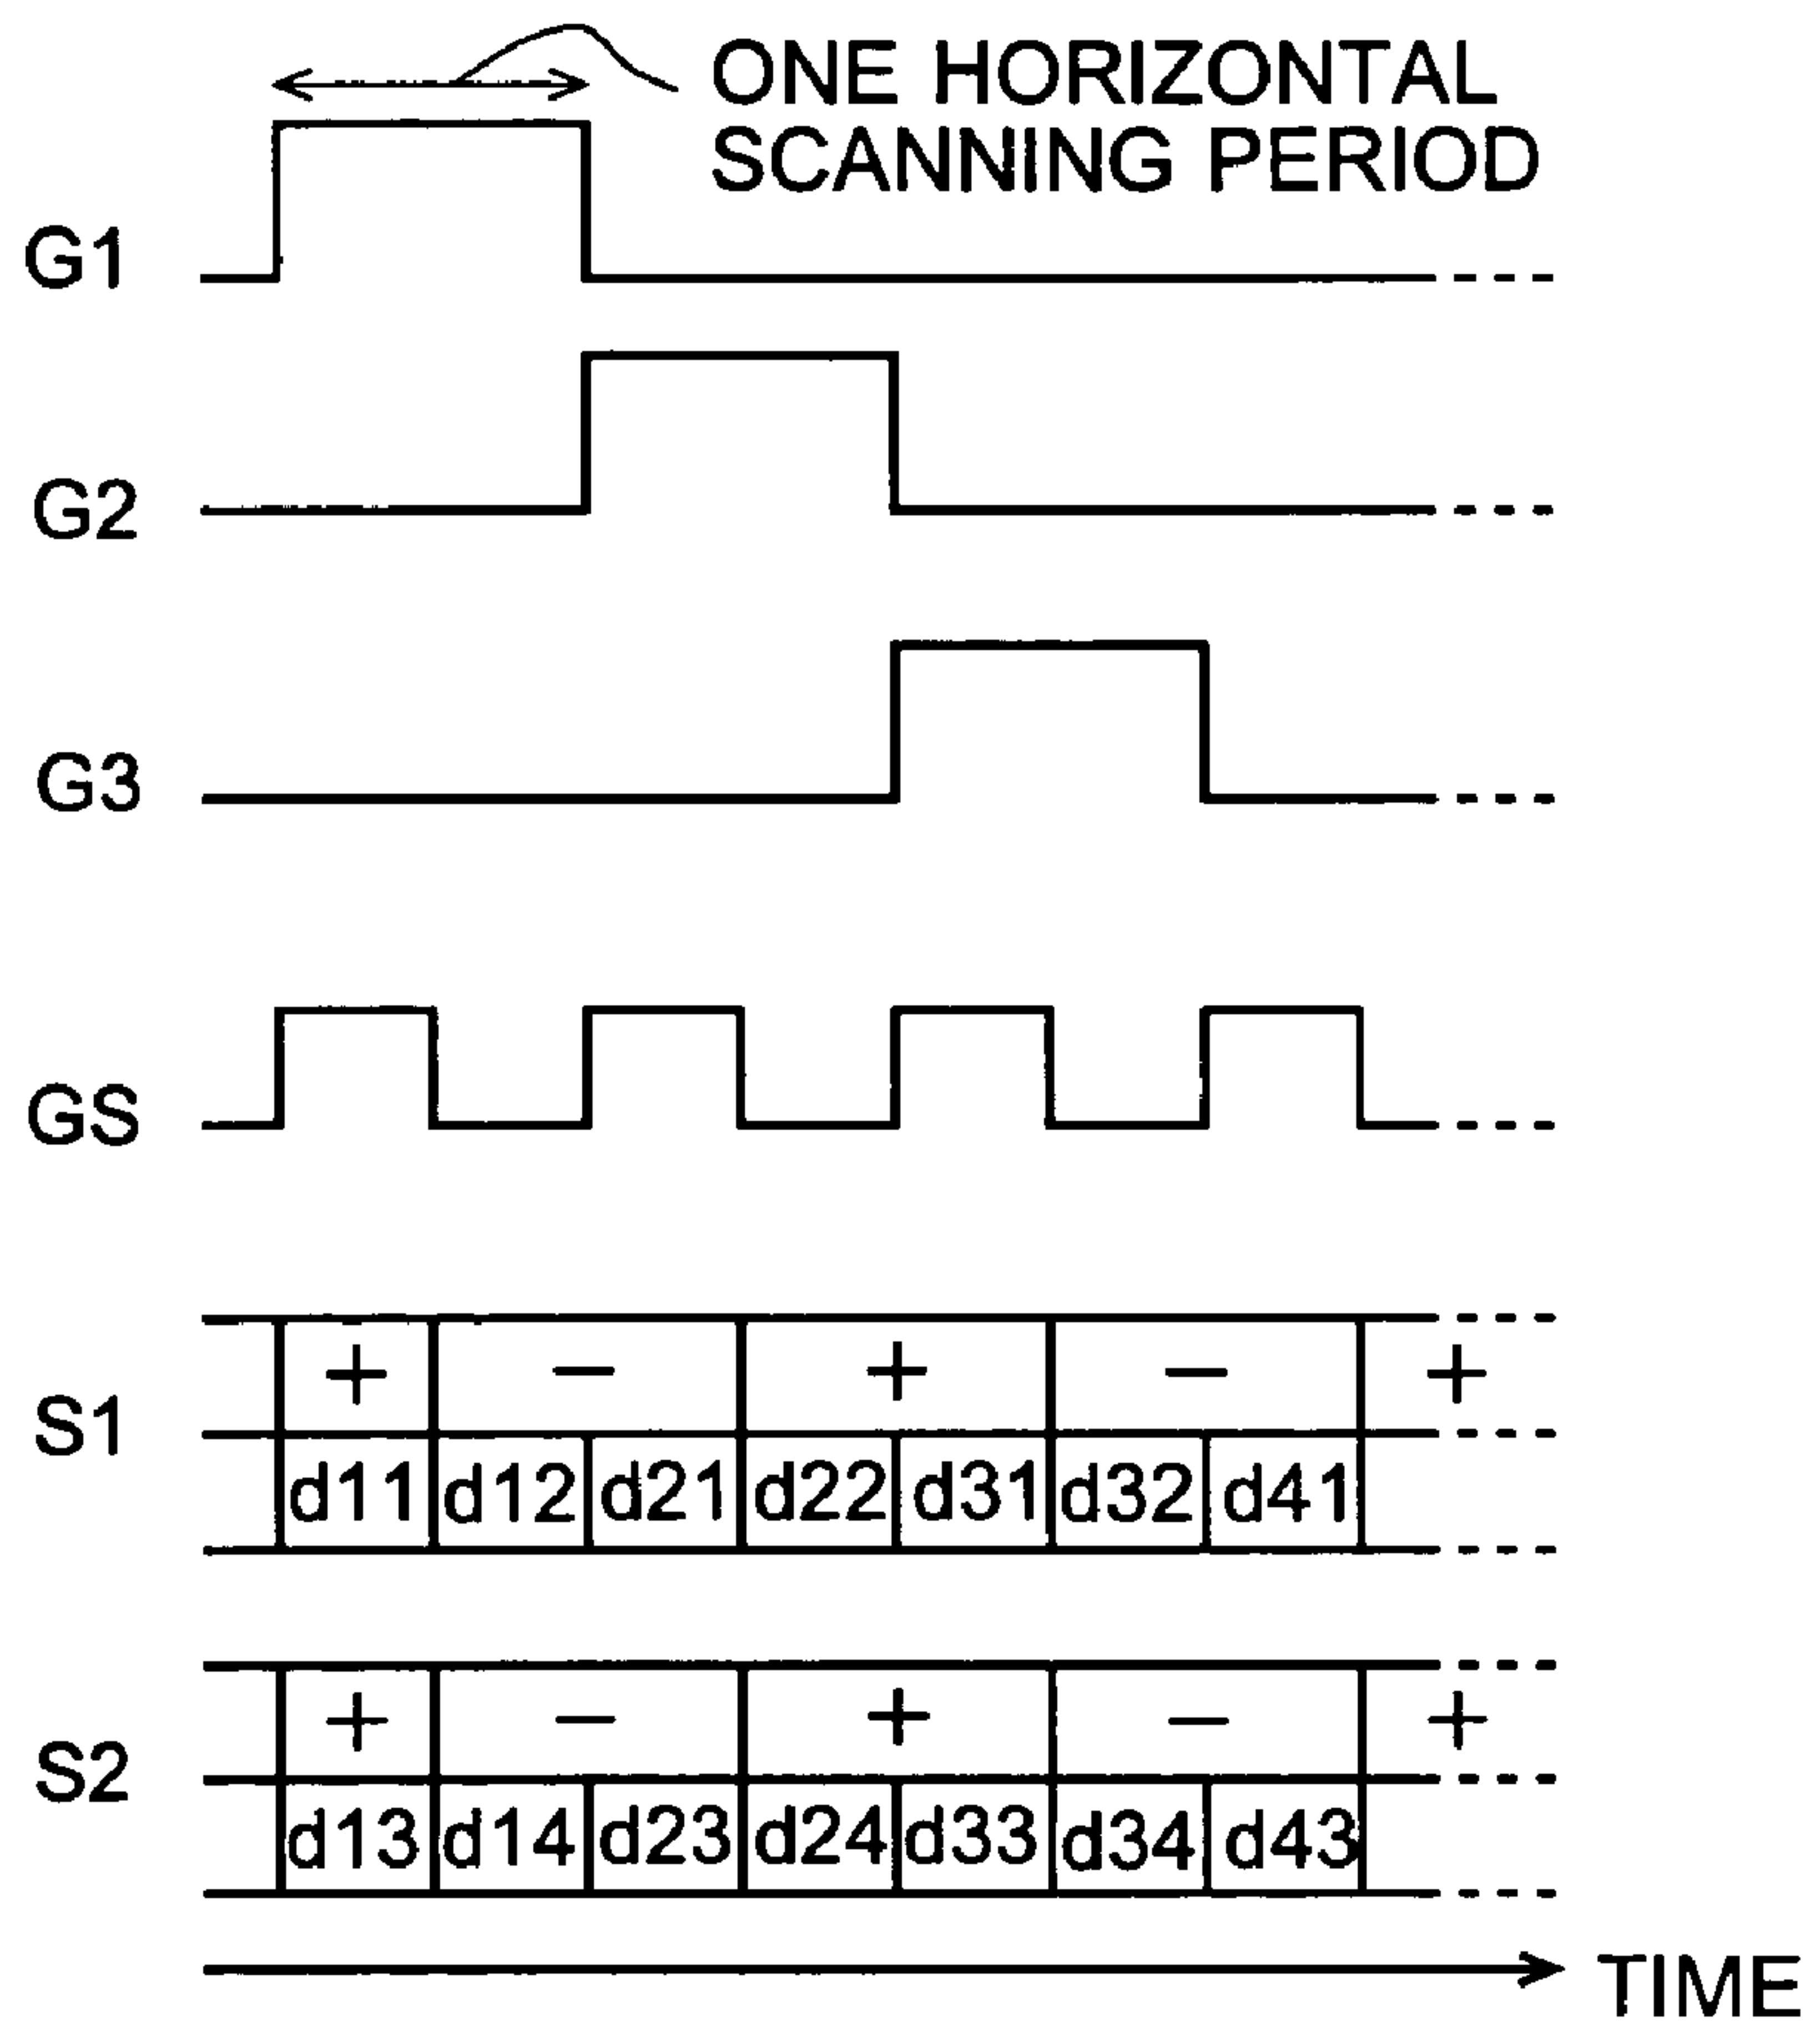 ONE HORIZONTAL
SCANNING PERIOD
G1
G2
G3
GS
S1
+ − + − +
d11 d12 d21 d22 d31 d32 d41
S2
+ − + − +
d13 d14 d23 d24 d33 d34 d43
TIME